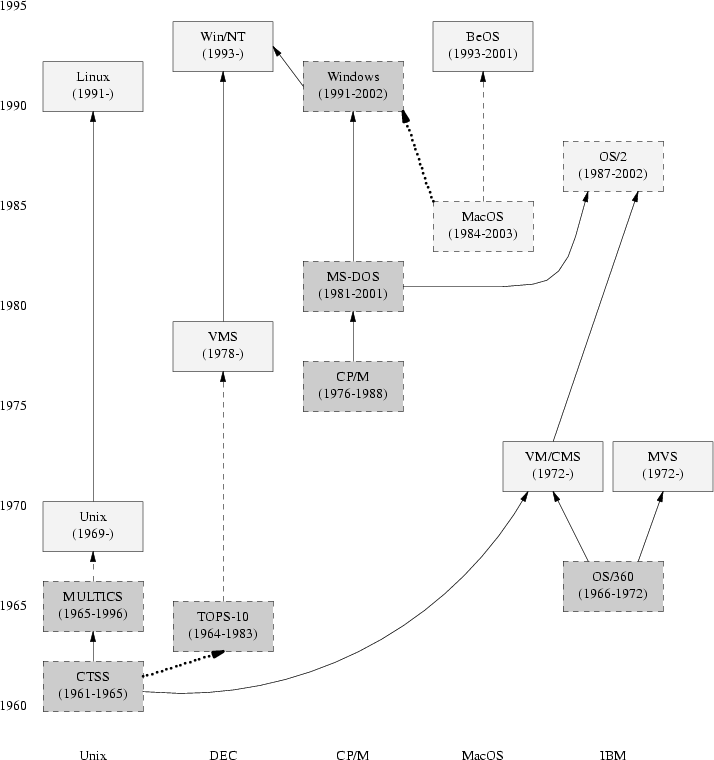 1995
Win/NT
(1993-)
BeOS
(1993-2001)
Linux
(1991-)
Windows
(1991-2002)
1990
OS/2
(1987-2002)
1985
MacOS
(1984-2003)
MS-DOS
(1981-2001)
1980
VMS
(1978-)
CP/M
(1976-1988)
1975
VM/CMS
(1972-)
MVS
(1972-)
1970
Unix
(1969-)
MULTICS
(1965-1996)
OS/360
(1966-1972)
1965
TOPS-10
(1964-1983)
CTSS
(1961-1965)
1960
Unix
DEC
CP/M
MacOS
IBM